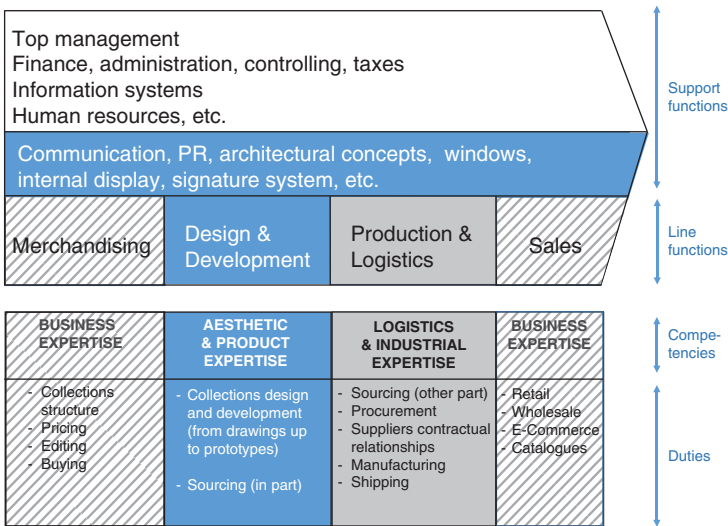 Top management
Finance, administration, controlling, taxes
Information systems
Human resources, etc.
Support
functions
Communication, PR, architectural concepts, windows,
internal display, signature system, etc.
Merchandising
Design &
Development
Production &
Logistics
Sales
Line
functions
BUSINESS
EXPERTISE
AESTHETIC
& PRODUCT
EXPERTISE
LOGISTICS
& INDUSTRIAL
EXPERTISE
BUSINESS
EXPERTISE
Compe-
tencies
- Collections
structure
- Pricing
- Editing
- Buying
- Collections design
and development
(from drawings up
to prototypes)
- Sourcing (in part)
- Sourcing (other part)
- Procurement
- Suppliers contractual
relationships
- Manufacturing
- Shipping
- Retail
- Wholesale
- E-Commerce
- Catalogues
Duties